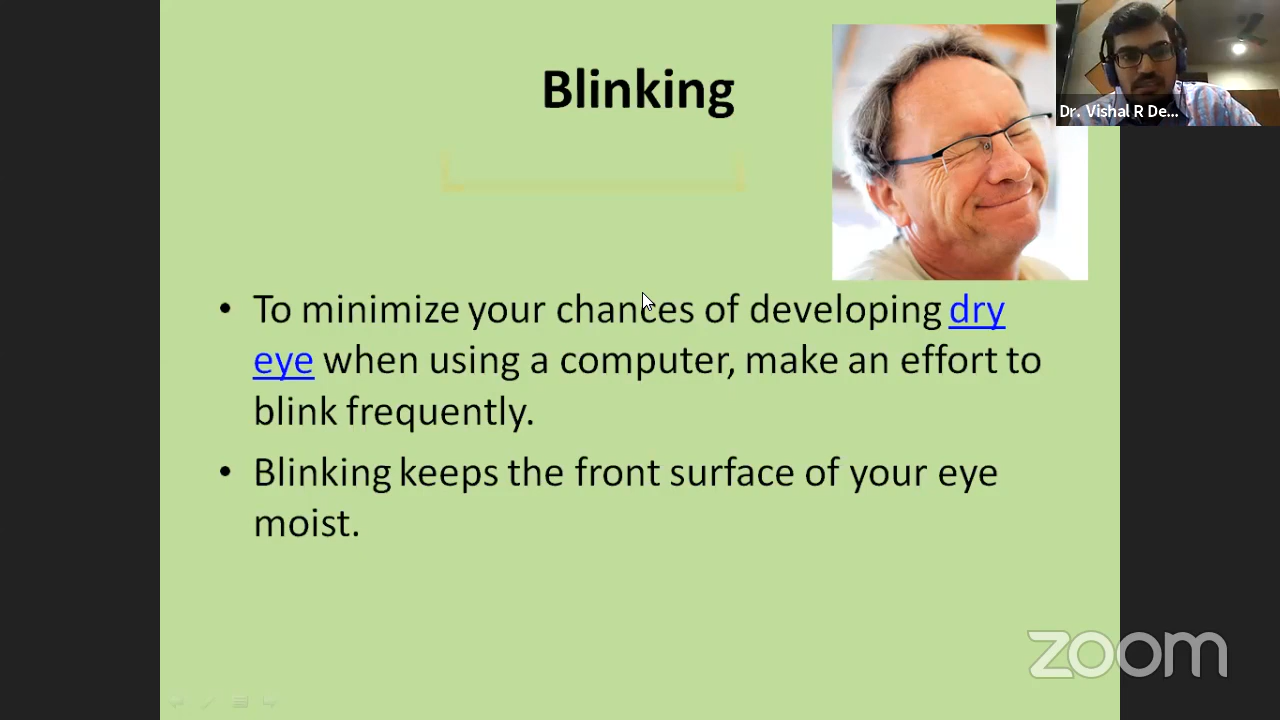 Blinking
Dr. Vishal R De...
• To minimize your chances of developing dry
eye when using a computer, make an effort to
blink frequently.
• Blinking keeps the front surface of your eye
moist.
zoom